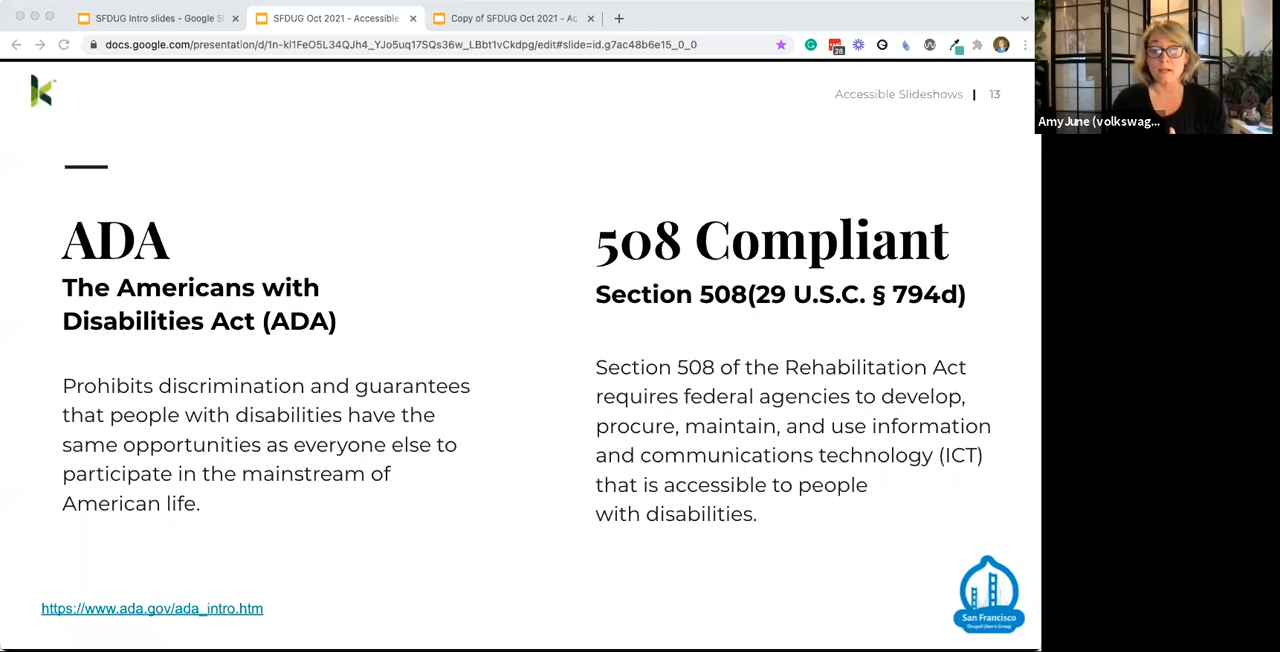 SFDUG Intro slides - Google S
SFDUG Oct 2021 - Accessible
Copy of SFDUG Oct 2021 - Ac
docs.google.com/presentation/d/1n-kl1FeO5L34QJh4_YJo5uq17SQs36w_LBbt1vCkdpg/edit#slide=id.g7ac48b6e15_0_0
28
AmyJune (volkswag...
Accessible Slideshows | 13
ADA
The Americans with
Disabilities Act (ADA)
Prohibits discrimination and guarantees
that people with disabilities have the
same opportunities as everyone else to
participate in the mainstream of
American life.
https://www.ada.gov/ada_intro.htm
508 Compliant
Section 508(29 U.S.C. § 794d)
Section 508 of the Rehabilitation Act
requires federal agencies to develop,
procure, maintain, and use information
and communications technology (ICT)
that is accessible to people
with disabilities.
San Francisco
Drupal Users Group